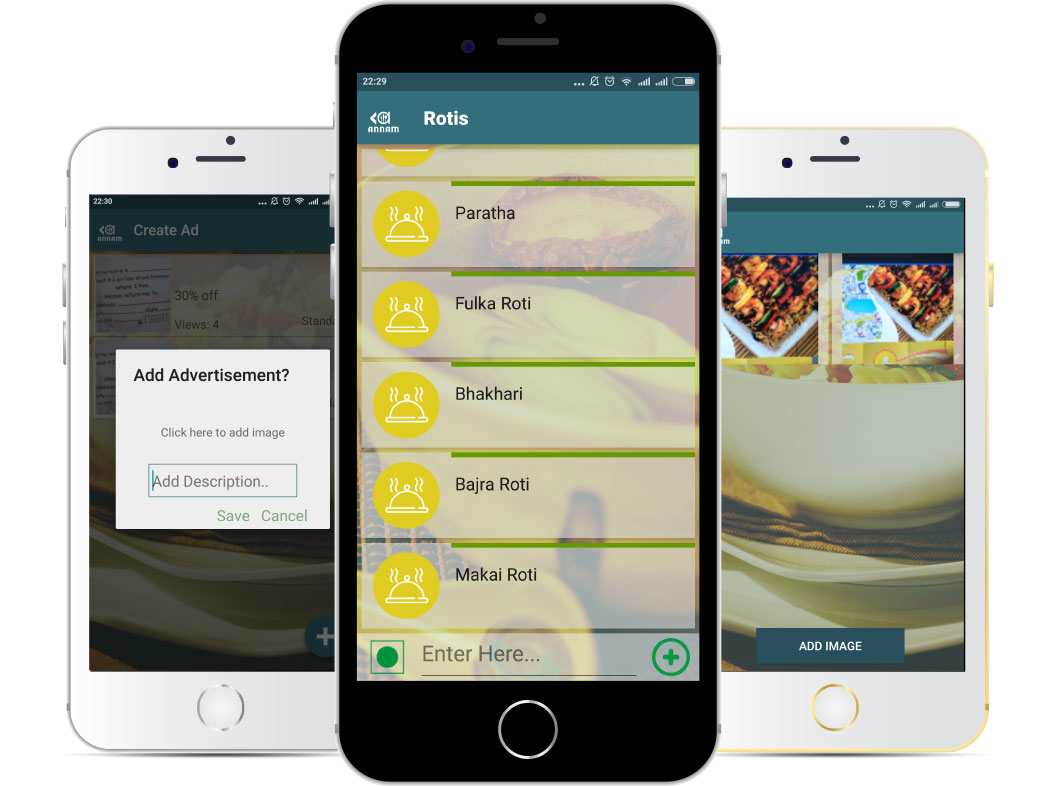 22:30
ANNAM
Create Ad
30% off
Views: 4
Standa
Add Advertisement?
Click here to add image
Add Description..
Save Cancel
22:29
ANNAM
Rotis
Paratha
Fulka Roti
Bhakhari
Bajra Roti
Makai Roti
Enter Here...
ADD IMAGE